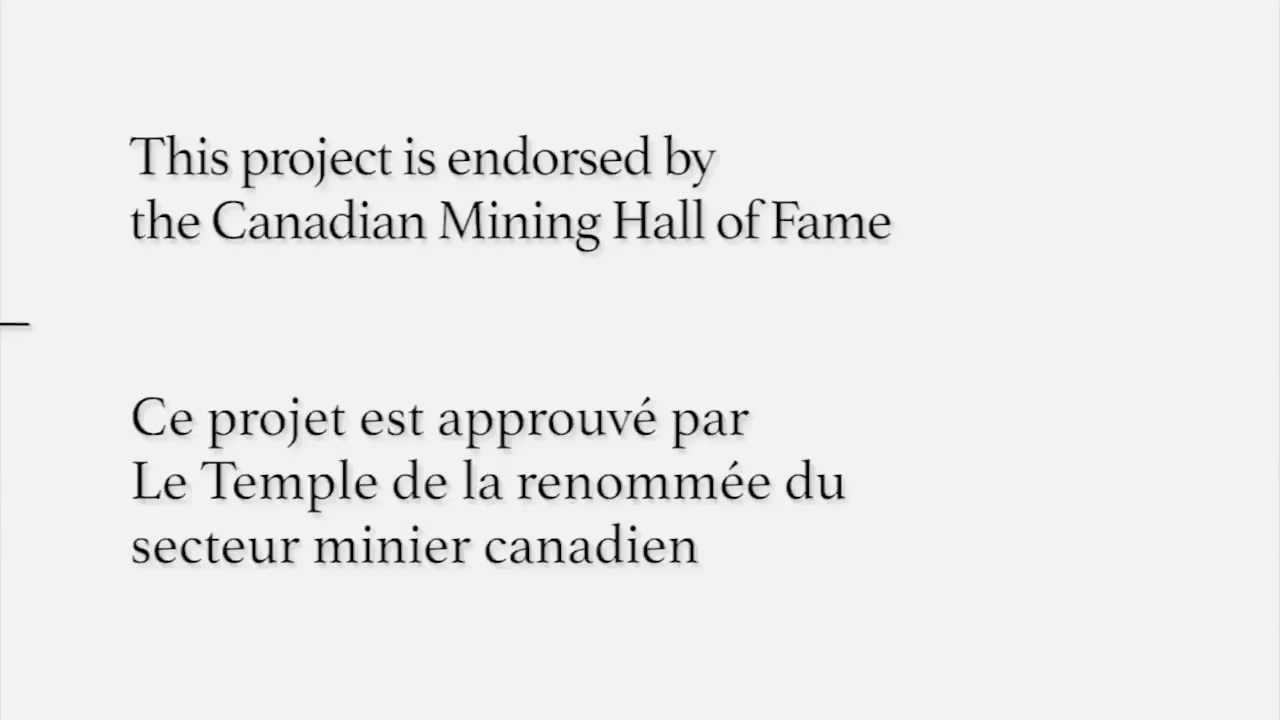 This project is endorsed by
the Canadian Mining Hall of Fame
Ce projet est approuvé par
Le Temple de la renommée du
secteur minier canadien